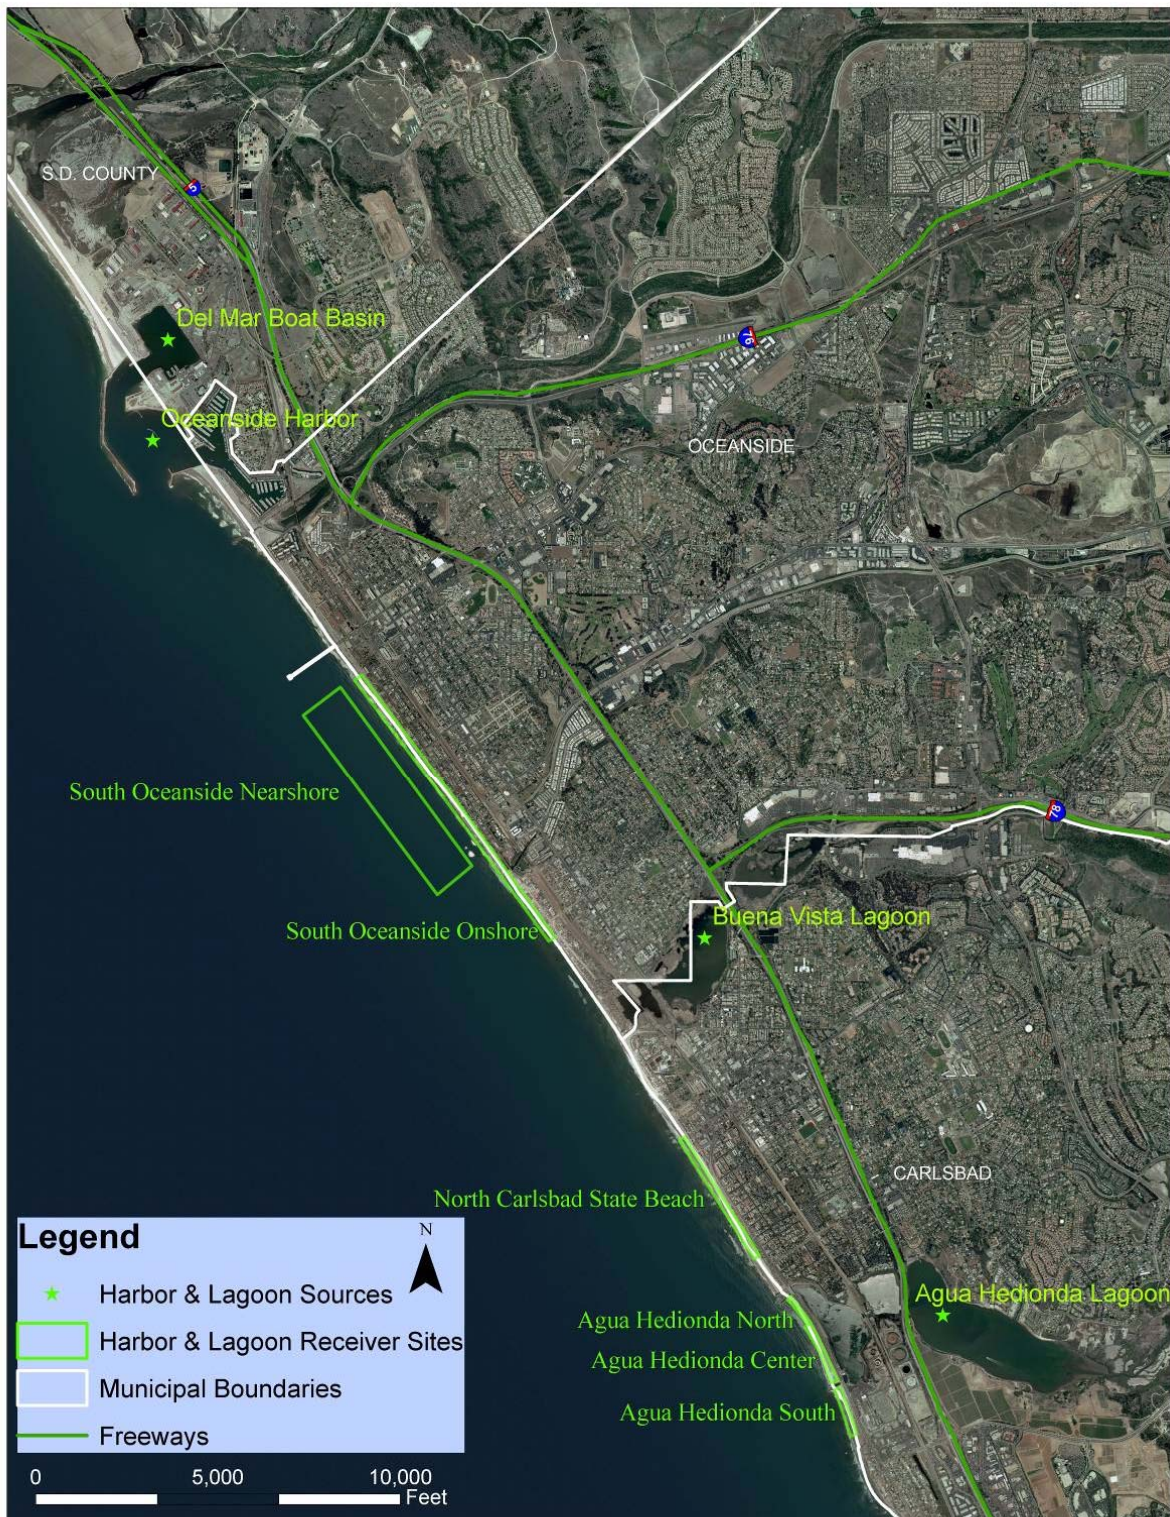 S.D. COUNTY
5
Del Mar Boat Basin
76
Oceanside Harbor
OCEANSIDE
South Oceanside Nearshore
78
Buena Vista Lagoon
South Oceanside Onshore
CARLSBAD
North Carlsbad State Beach
Agua Hedionda Lagoon
Agua Hedionda North
Agua Hedionda Center
Agua Hedionda South
Legend
N
Harbor & Lagoon Sources
Harbor & Lagoon Receiver Sites
Municipal Boundaries
Freeways
0 5,000 10,000
Feet